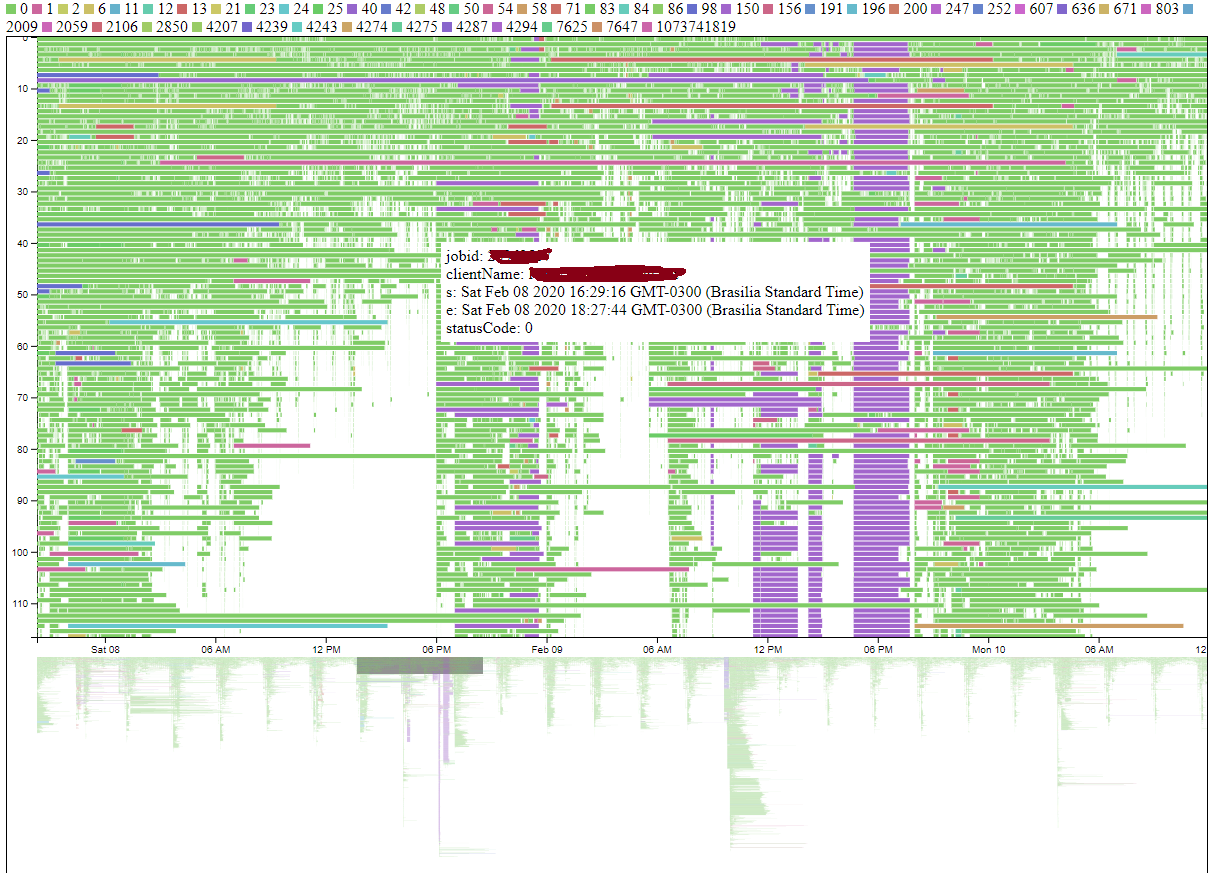 0 1 2 6 11 12 13 21 23 24 25 40 42 48 50 54 58 71 83 84 86 98 150 156 191 196 200 247 252 607 636 671 803
2009 2059 2106 2850 4207 4239 4243 4274 4275 4287 4294 7625 7647 1073741819
0
10
20
30
40
jobid:
clientName:
s: Sat Feb 08 2020 16:29:16 GMT-0300 (Brasilia Standard Time)
50
e: Sat Feb 08 2020 18:27:44 GMT-0300 (Brasilia Standard Time)
statusCode: 0
60
70
80
90
100
110
Sat 08 06 AM 12 PM 06 PM Feb 09 06 AM 12 PM 06 PM Mon 10 06 AM 12